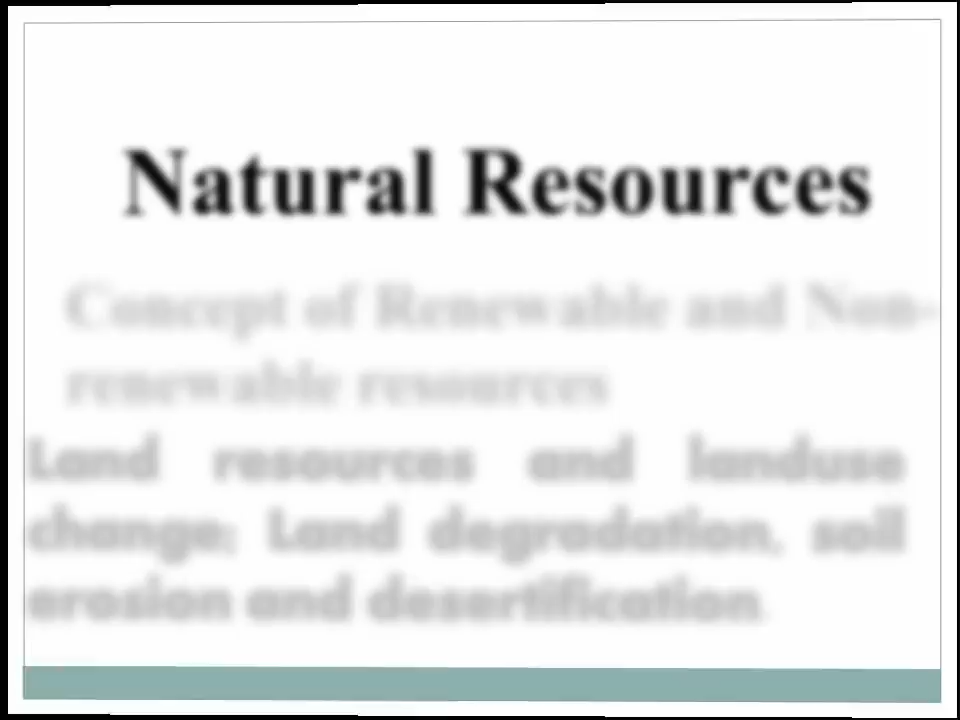 Natural Resources
Concept of Renewable and Non-
renewable resources
Land resources and landuse
change; Land degradation, soil
erosion and desertification.